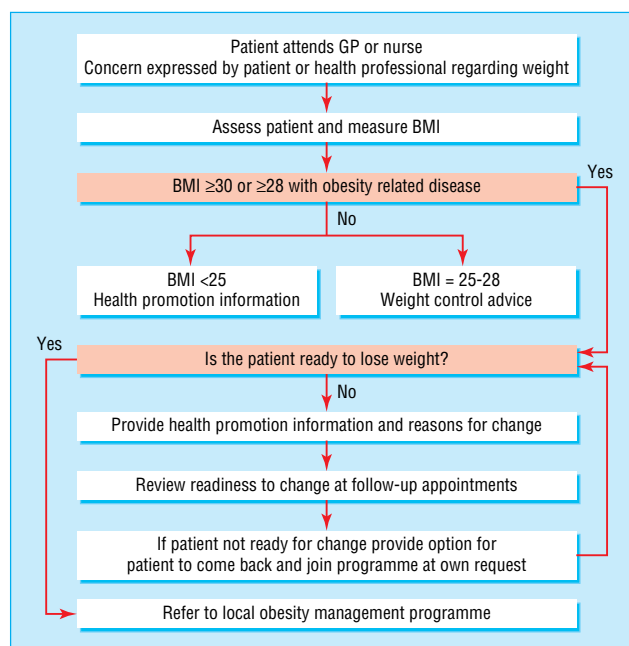 Patient attends GP or nurse
Concern expressed by patient or health professional regarding weight
Assess patient and measure BMI
BMI ≥30 or ≥28 with obesity related disease
Yes
No
BMI <25
Health promotion information
BMI = 25-28
Weight control advice
Yes
Is the patient ready to lose weight?
No
Provide health promotion information and reasons for change
Review readiness to change at follow-up appointments
If patient not ready for change provide option for
patient to come back and join programme at own request
Refer to local obesity management programme